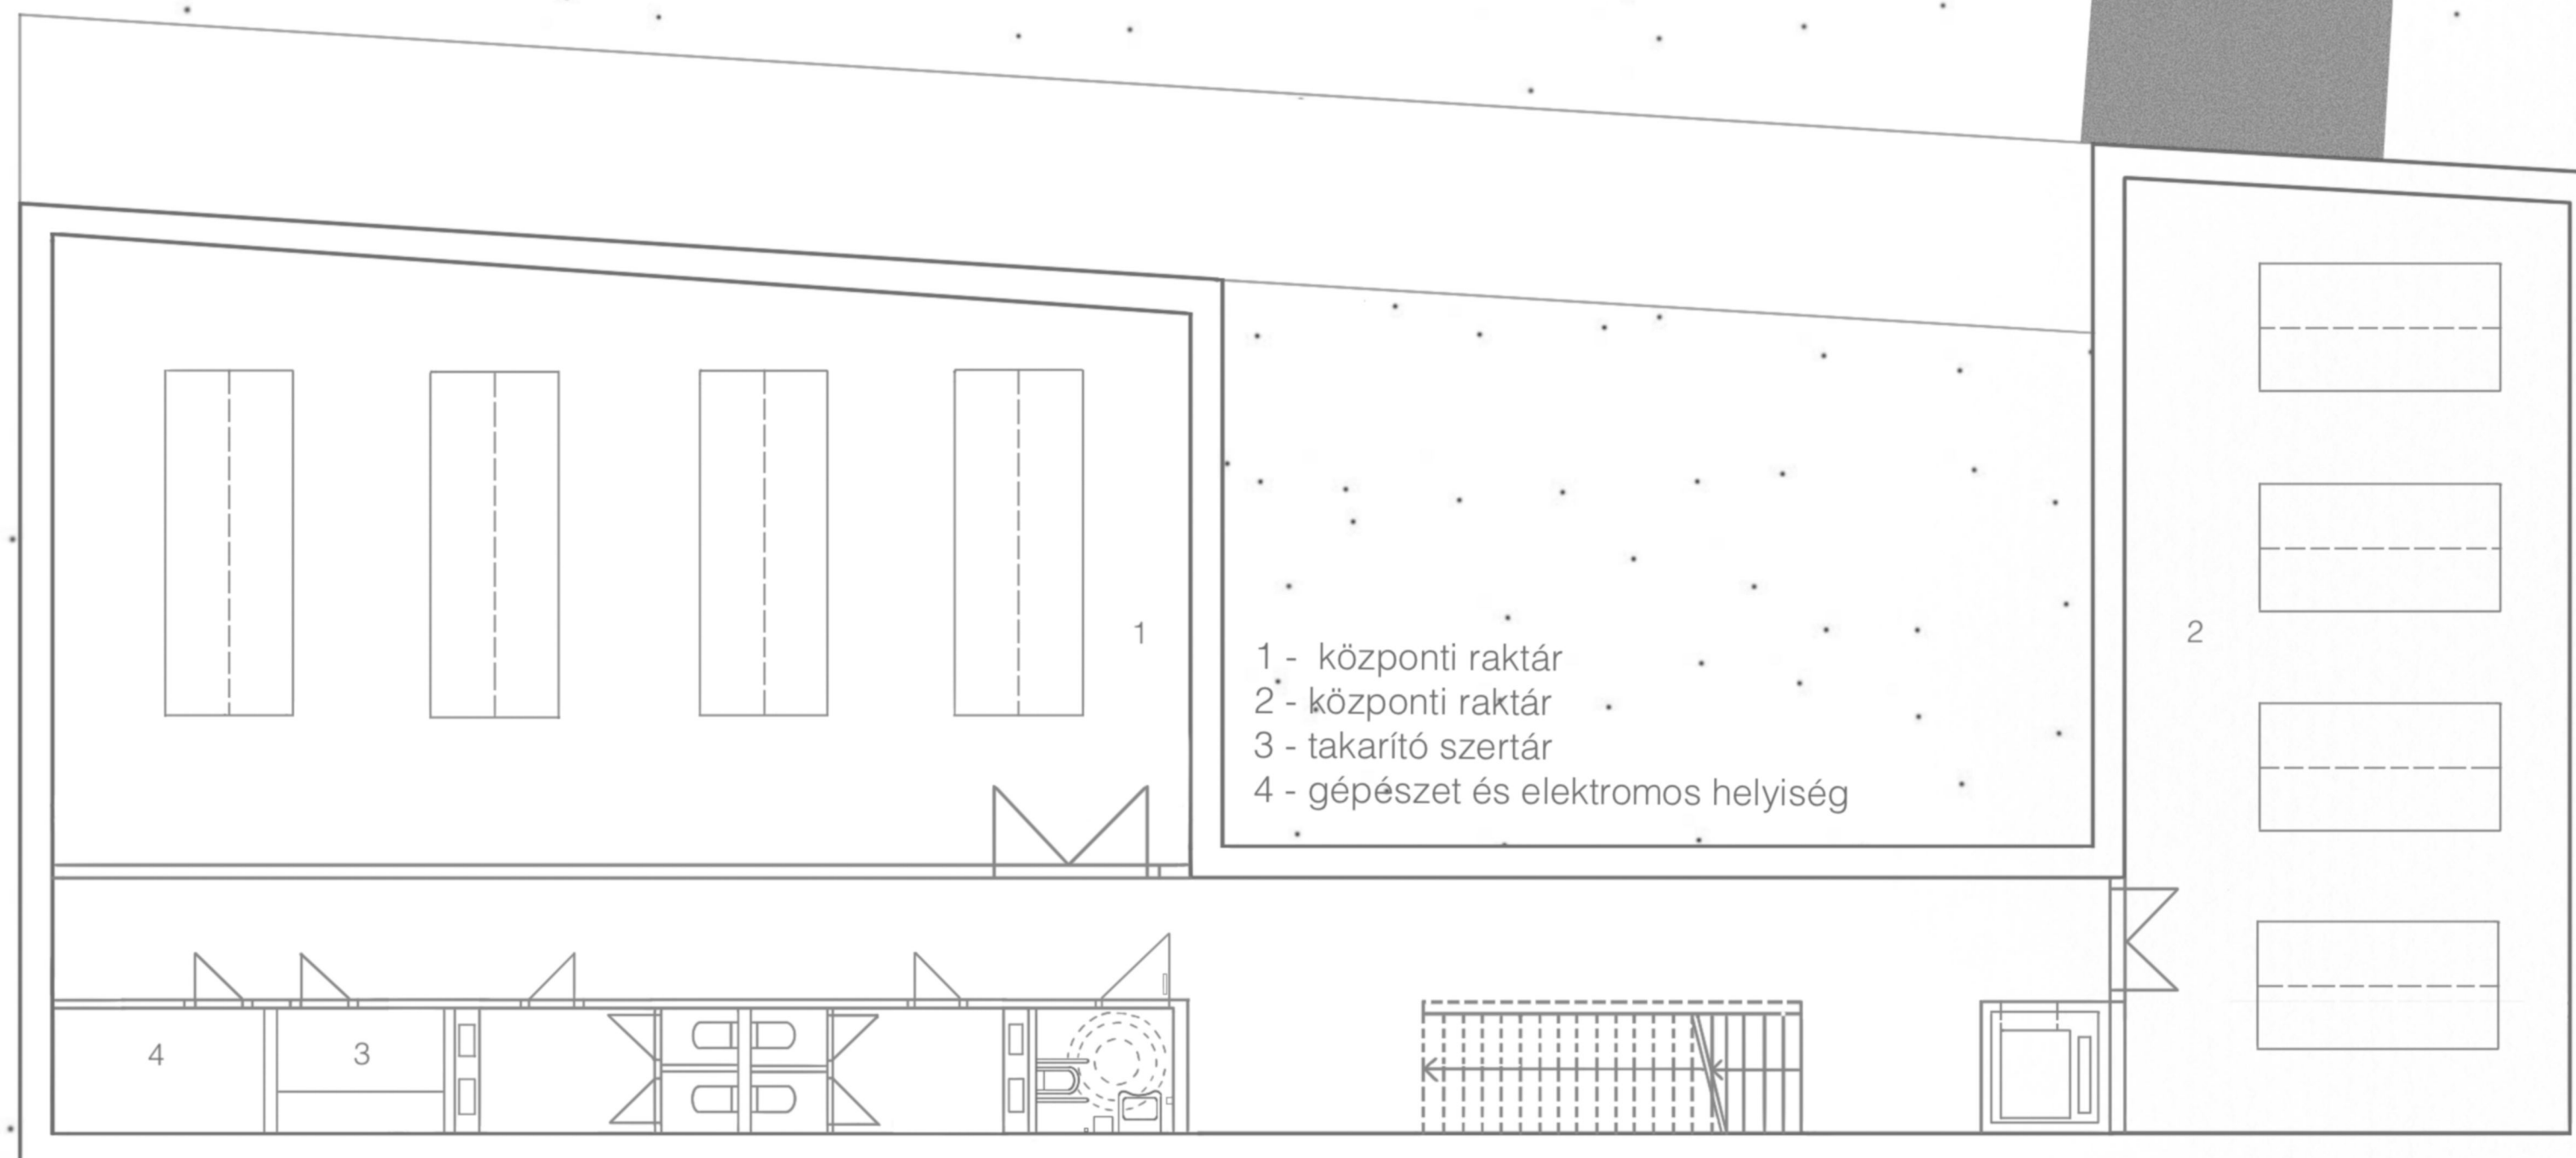 1
2
1 - központi raktár
2 - központi raktár
3 - takarító szertár
4 - gépészet és elektromos helyiség
4
3